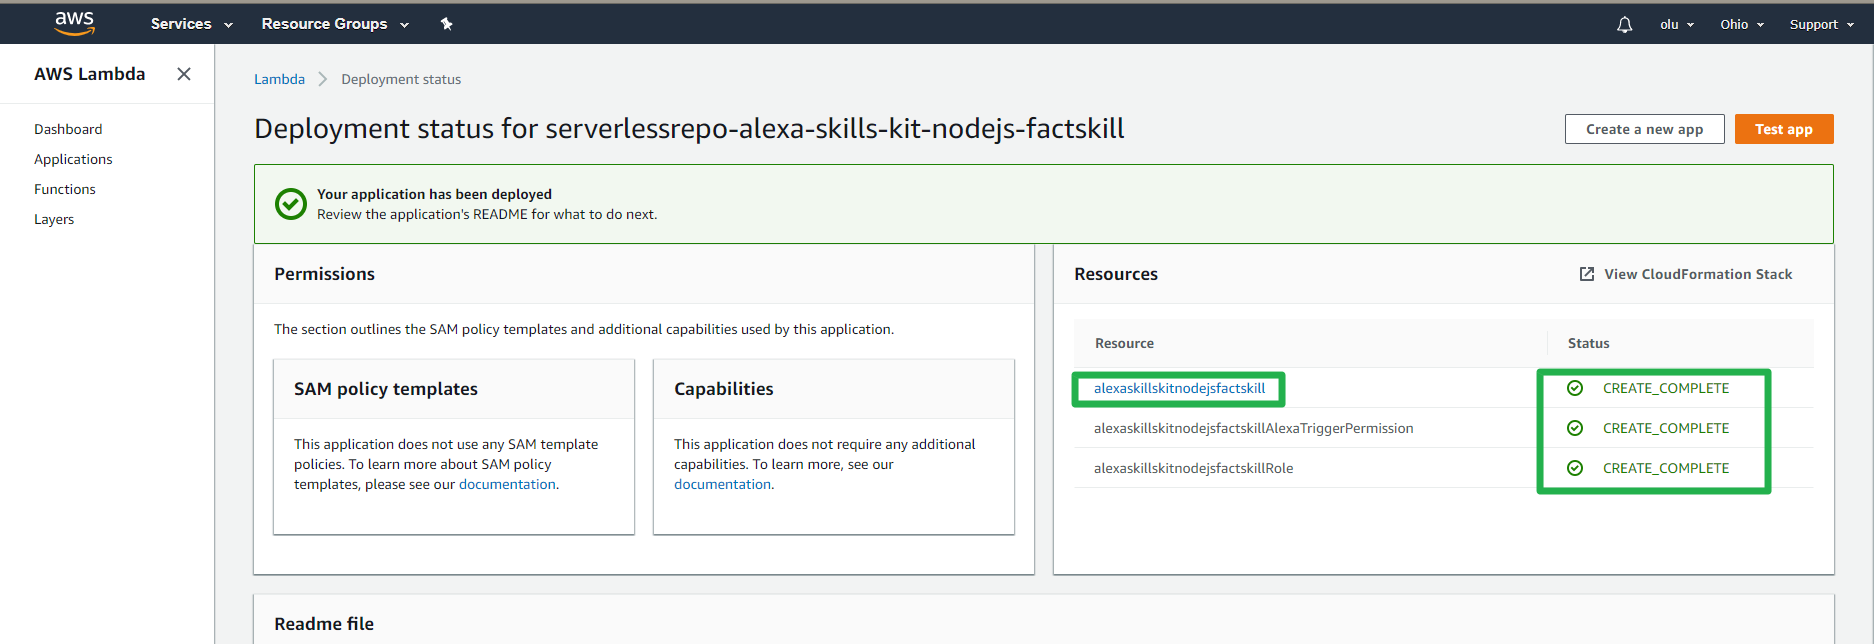 aws Services Resource Groups olu Ohio Support
AWS Lambda
Dashboard
Applications
Functions
Layers
Lambda Deployment status
Deployment status for serverlessrepo-alexa-skills-kit-nodejs-factskill
Create a new app Test app
Your application has been deployed
Review the application's README for what to do next.
Permissions
The section outlines the SAM policy templates and additional capabilities used by this application.
SAM policy templates
This application does not use any SAM template
policies. To learn more about SAM policy
templates, please see our documentation.
Capabilities
This application does not require any additional
capabilities. To learn more, see our
documentation.
Resources View CloudFormation Stack
Resource Status
alexaskillskitnodejsfactskill CREATE_COMPLETE
alexaskillskitnodejsfactskillAlexaTriggerPermission CREATE_COMPLETE
alexaskillskitnodejsfactskillRole CREATE_COMPLETE
Readme file